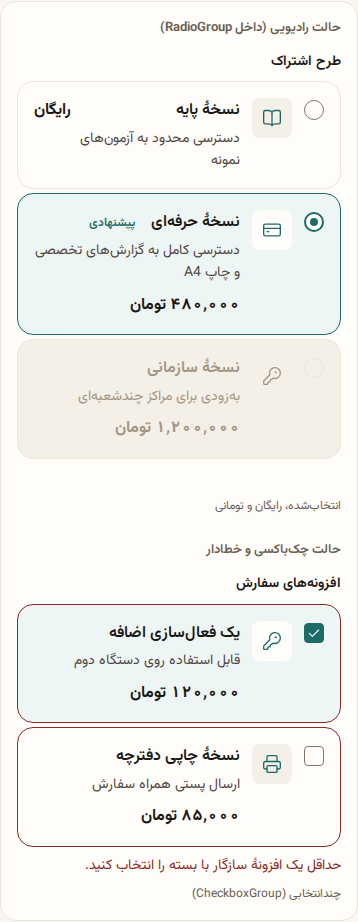 حالت رادیویی (داخل RadioGroup)
طرح اشتراک
نسخهٔ پایه
رایگان
دسترسی محدود به آزمون‌های
نمونه
نسخهٔ حرفه‌ای
پیشنهادی
دسترسی کامل به گزارش‌های تخصصی
و چاپ A4
۴۸۰,۰۰۰ تومان
نسخهٔ سازمانی
به‌زودی برای مراکز چندشعبه‌ای
۱,۲۰۰,۰۰۰ تومان
انتخاب‌شده، رایگان و تومانی
حالت چک‌باکسی و خطادار
افزونه‌های سفارش
یک فعال‌سازی اضافه
قابل استفاده روی دستگاه دوم
۱۲۰,۰۰۰ تومان
نسخهٔ چاپی دفترچه
ارسال پستی همراه سفارش
۸۵,۰۰۰ تومان
حداقل یک افزونهٔ سازگار با بسته را انتخاب کنید.
چندانتخابی (CheckboxGroup)